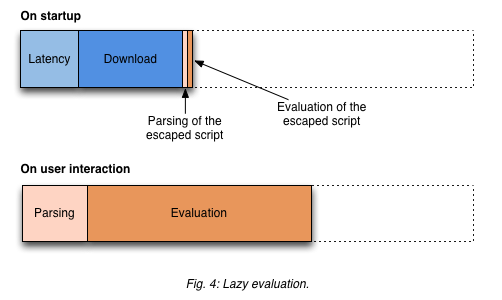 On startup
Latency
Download
Parsing of the
escaped script
Evaluation of the
escaped script
On user interaction
Parsing
Evaluation
Fig. 4: Lazy evaluation.